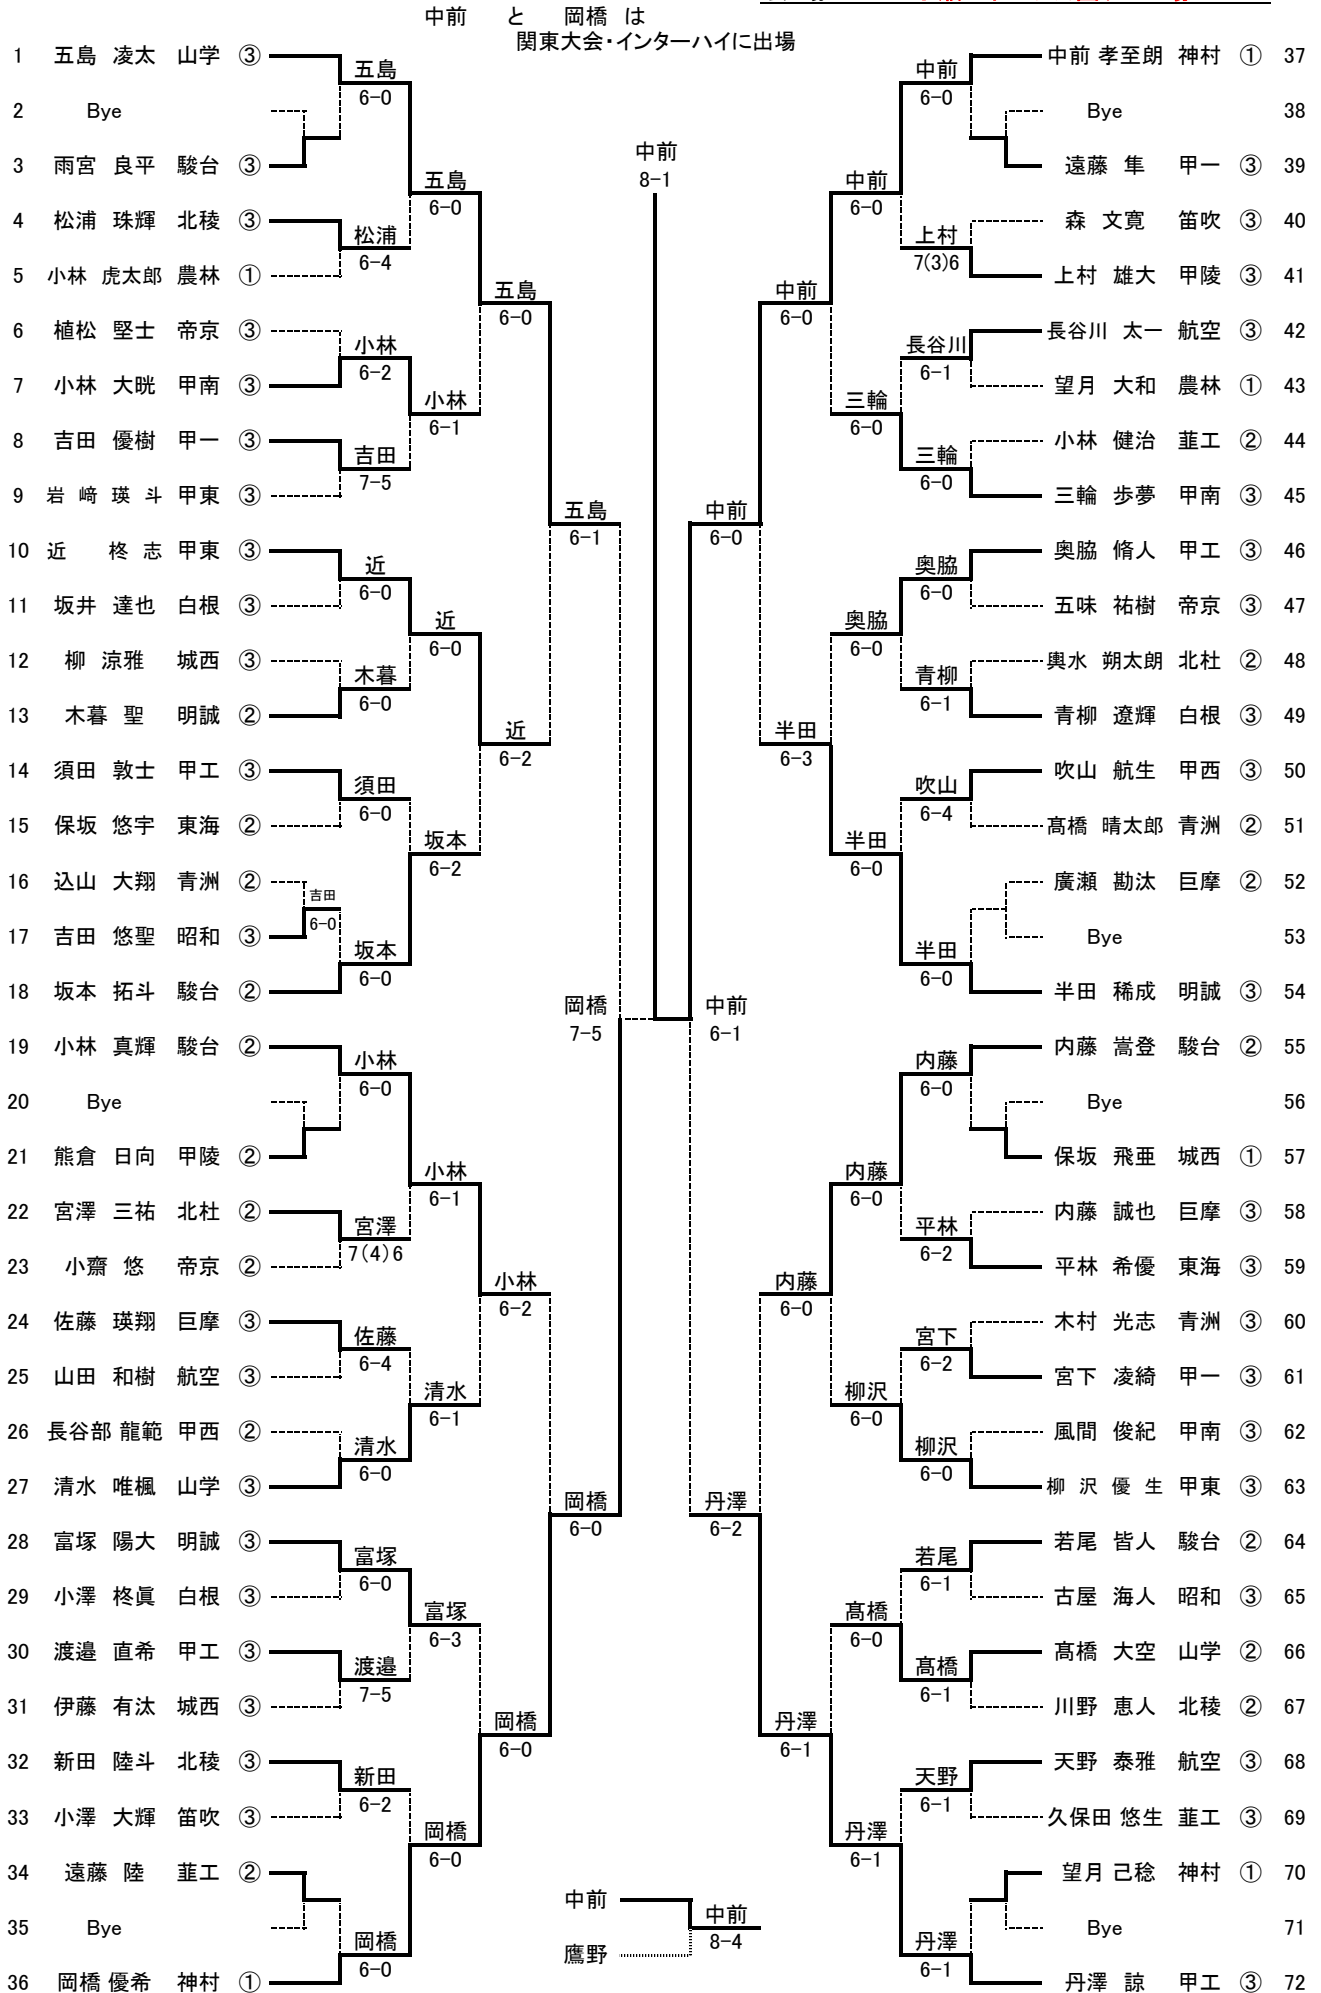 中前 と 岡橋 は
関東大会・インターハイに出場
1 五島 凌太 山学 ③
2 Bye
3 雨宮 良平 駿台 ③
4 松浦 珠輝 北稜 ③
5 小林 虎太郎 農林 ①
6 植松 堅士 帝京 ③
7 小林 大晄 甲南 ③
8 吉田 優樹 甲一 ③
9 岩﨑 瑛斗 甲東 ③
10 近 柊志 甲東 ③
11 坂井 達也 白根 ③
12 柳 涼雅 城西 ③
13 木暮 聖 明誠 ②
14 須田 敦士 甲工 ③
15 保坂 悠宇 東海 ②
16 込山 大翔 青洲 ②
17 吉田 悠聖 昭和 ③
18 坂本 拓斗 駿台 ②
19 小林 真輝 駿台 ②
20 Bye
21 熊倉 日向 甲陵 ②
22 宮澤 三祐 北杜 ②
23 小齋 悠 帝京 ②
24 佐藤 瑛翔 巨摩 ③
25 山田 和樹 航空 ③
26 長谷部 龍範 甲西 ②
27 清水 唯楓 山学 ③
28 富塚 陽大 明誠 ③
29 小澤 柊眞 白根 ③
30 渡邉 直希 甲工 ③
31 伊藤 有汰 城西 ③
32 新田 陸斗 北稜 ③
33 小澤 大輝 笛吹 ③
34 遠藤 陸 韮工 ②
35 Bye
36 岡橋 優希 神村 ①
五島
6-0
松浦
6-4
小林
6-2
吉田
7-5
近
6-0
木暮
6-0
須田
6-0
吉田
6-0
坂本
6-0
小林
6-0
宮澤
7(4)6
佐藤
6-4
清水
6-0
富塚
6-0
渡邉
7-5
新田
6-2
岡橋
6-0
五島
6-0
小林
6-1
近
6-0
坂本
6-2
小林
6-1
清水
6-1
富塚
6-3
岡橋
6-0
五島
6-0
近
6-2
小林
6-2
岡橋
6-0
五島
6-1
岡橋
6-0
岡橋
7-5
中前
8-1
中前
6-1
中前
6-0
丹澤
6-2
中前
6-0
半田
6-3
内藤
6-0
丹澤
6-1
中前
6-0
三輪
6-0
奥脇
6-0
半田
6-0
内藤
6-0
柳沢
6-0
髙橋
6-0
丹澤
6-1
中前
6-0
上村
7(3)6
長谷川
6-1
三輪
6-0
奥脇
6-0
青柳
6-1
吹山
6-4
半田
6-0
内藤
6-0
平林
6-2
宮下
6-2
柳沢
6-0
若尾
6-1
髙橋
6-1
天野
6-1
丹澤
6-1
中前 孝至朗 神村 ① 37
Bye 38
遠藤 隼 甲一 ③ 39
森 文寛 笛吹 ③ 40
上村 雄大 甲陵 ③ 41
長谷川 太一 航空 ③ 42
望月 大和 農林 ① 43
小林 健治 韮工 ② 44
三輪 歩夢 甲南 ③ 45
奥脇 脩人 甲工 ③ 46
五味 祐樹 帝京 ③ 47
輿水 朔太朗 北杜 ② 48
青柳 遼輝 白根 ③ 49
吹山 航生 甲西 ③ 50
髙橋 晴太郎 青洲 ② 51
廣瀬 勘汰 巨摩 ② 52
Bye 53
半田 稀成 明誠 ③ 54
内藤 嵩登 駿台 ② 55
Bye 56
保坂 飛亜 城西 ① 57
内藤 誠也 巨摩 ③ 58
平林 希優 東海 ③ 59
木村 光志 青洲 ③ 60
宮下 凌綺 甲一 ③ 61
風間 俊紀 甲南 ③ 62
柳沢 優生 甲東 ③ 63
若尾 皆人 駿台 ② 64
古屋 海人 昭和 ③ 65
髙橋 大空 山学 ② 66
川野 恵人 北稜 ② 67
天野 泰雅 航空 ③ 68
久保田 悠生 韮工 ③ 69
望月 己稔 神村 ① 70
Bye 71
丹澤 諒 甲工 ③ 72
中前
鷹野
中前
8-4